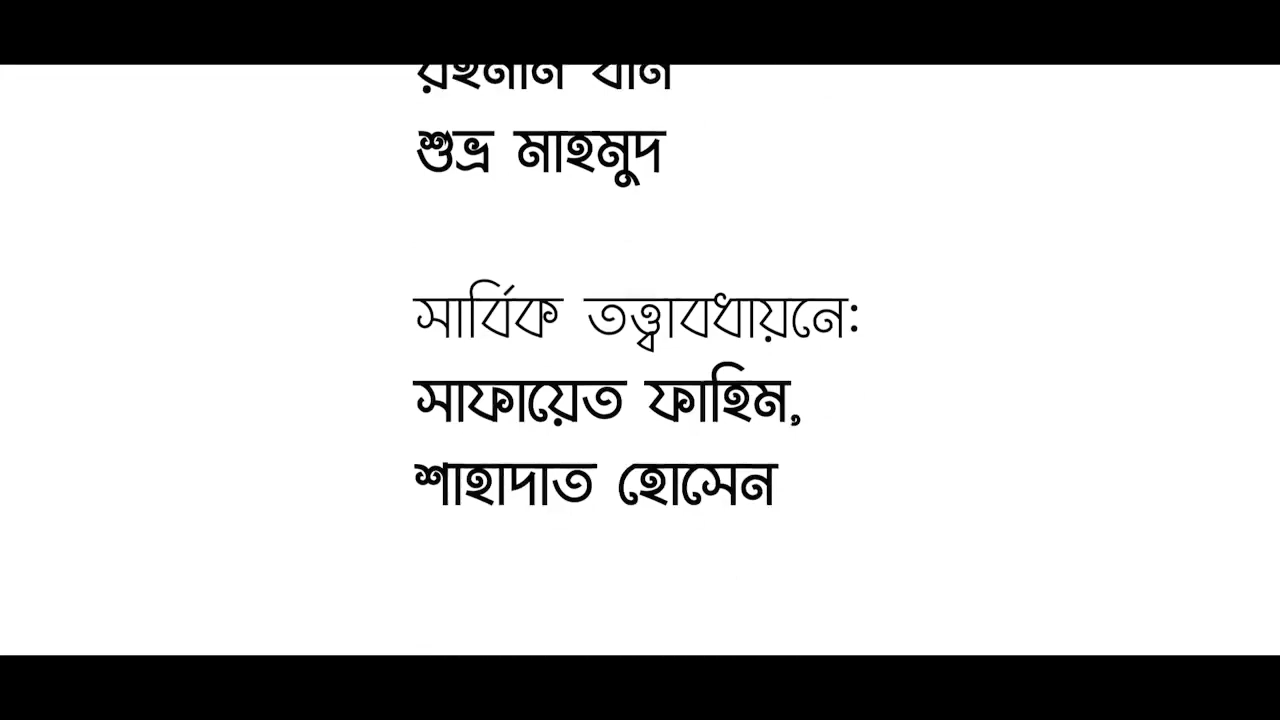 শুভ্র মাহমুদ
সার্বিক তত্ত্বাবধায়নে:
সাফায়েত ফাহিম,
শাহাদাত হোসেন